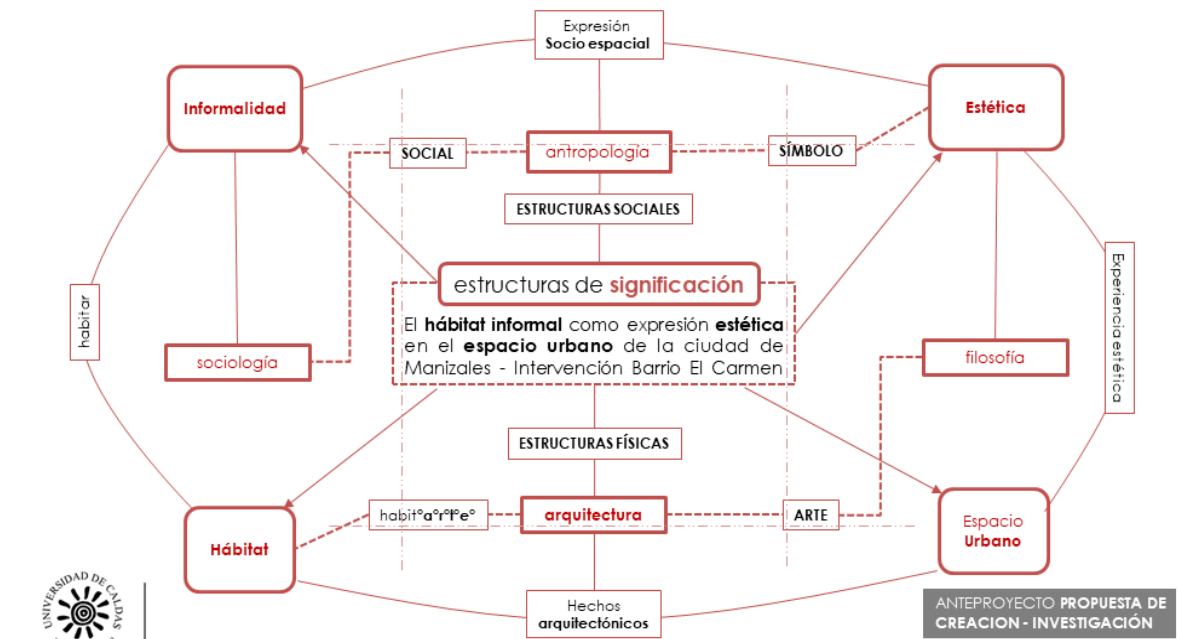 Expresión
Socio espacial
Informalidad
Estética
SOCIAL
antropología
SÍMBOLO
ESTRUCTURAS SOCIALES
estructuras de significación
El hábitat informal como expresión estética
en el espacio urbano de la ciudad de
Manizales - Intervención Barrio El Carmen
habitar
sociología
filosofía
Experiencia estética
ESTRUCTURAS FÍSICAS
habit°a°r°t°e°
arquitectura
ARTE
Hábitat
Espacio
Urbano
Hechos
arquitectónicos
UNIVERSIDAD DE CALDAS
ANTEPROYECTO PROPUESTA DE
CREACION - INVESTIGACIÓN